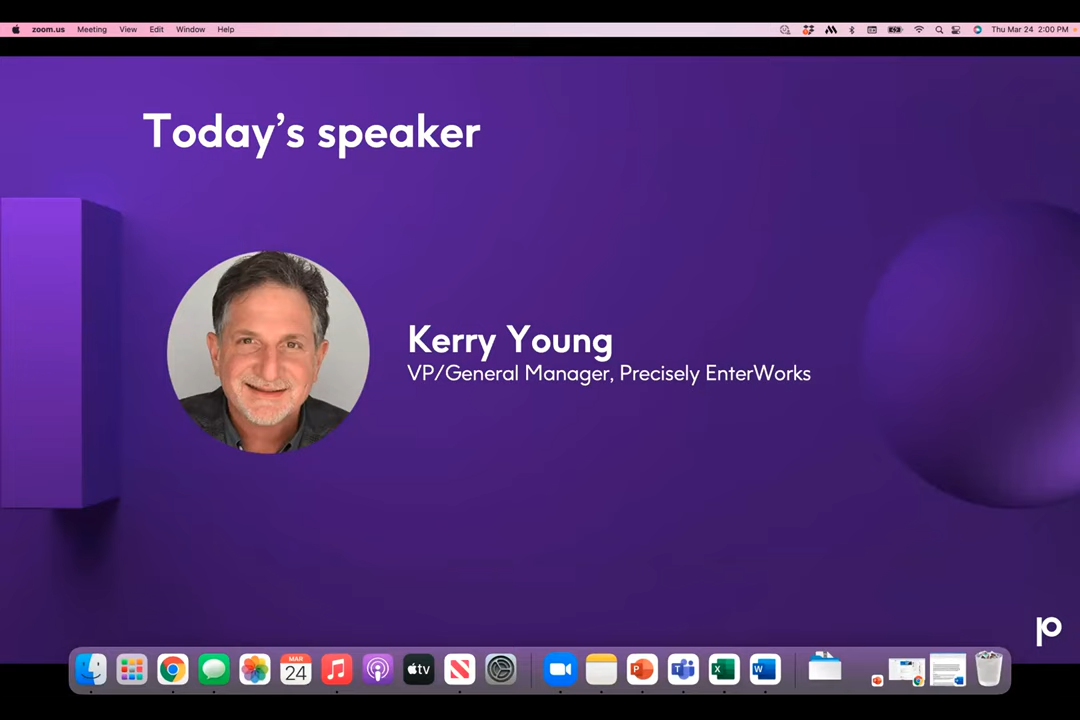 zoom.us Meeting View Edit Window Help Thu Mar 24 2:00 PM
Today's speaker
Kerry Young
VP/General Manager, Precisely EnterWorks
p
MAR
24
tv